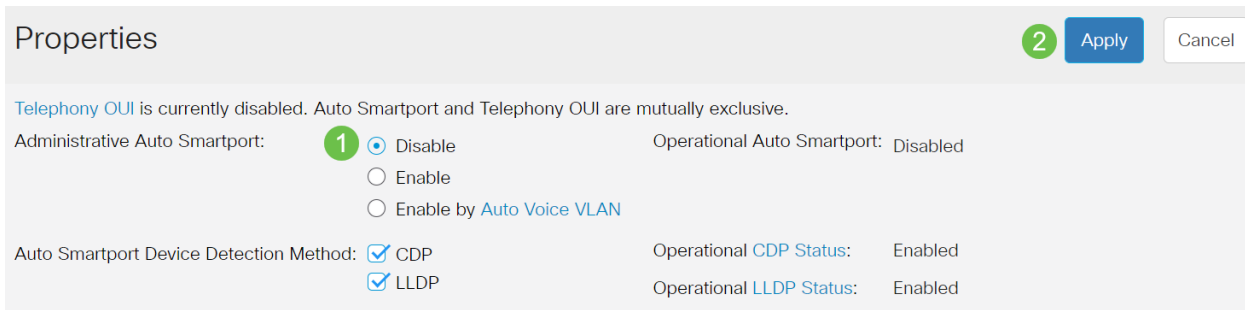 Properties
2 Apply Cancel
Telephony OUI is currently disabled. Auto Smartport and Telephony OUI are mutually exclusive.
Administrative Auto Smartport: 1 Disable Operational Auto Smartport: Disabled
Enable
Enable by Auto Voice VLAN
Auto Smartport Device Detection Method: CDP Operational CDP Status: Enabled
LLDP Operational LLDP Status: Enabled